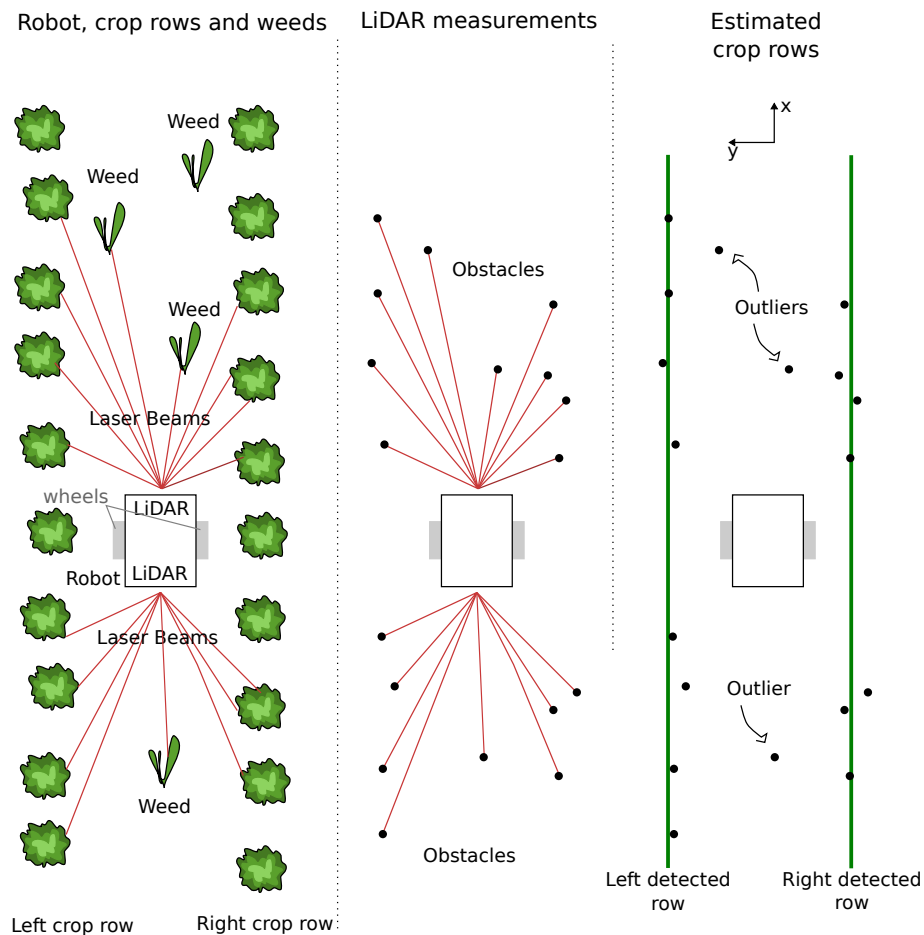 Robot, crop rows and weeds
Weed
Weed
Weed
Laser Beams
wheels
LiDAR
LiDAR
Robot
Laser Beams
Weed
Left crop row
Right crop row
LiDAR measurements
Obstacles
Obstacles
Estimated
crop rows
x
y
Outliers
Outlier
Left detected
row
Right detected
row